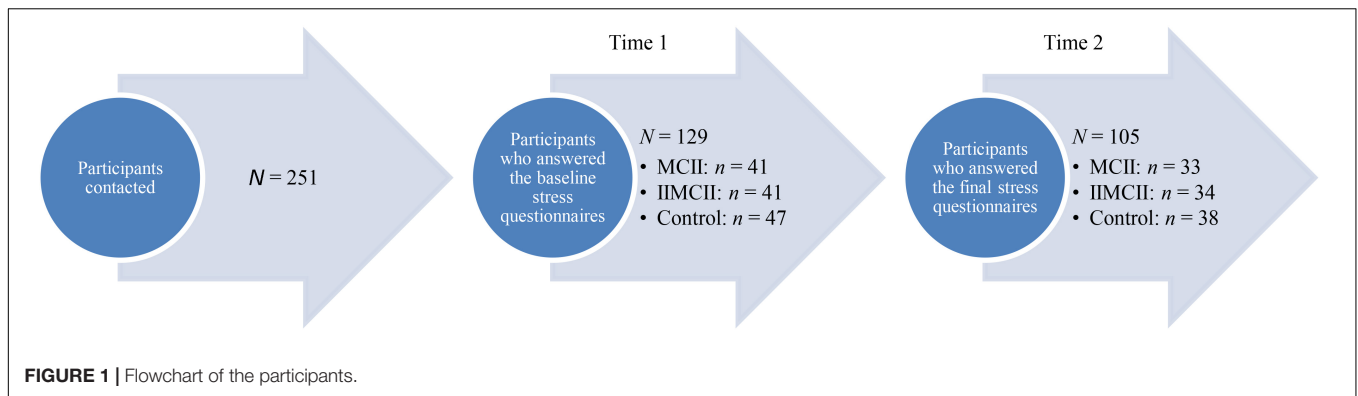 Participants
contacted
N = 251
Time 1
Participants
who answered
the baseline
stress
questionnaires
N = 129
• MCII: n = 41
• IIMCII: n = 41
• Control: n = 47
Time 2
Participants
who answered
the final stress
questionnaires
N = 105
• MCII: n = 33
• IIMCII: n = 34
• Control: n = 38
FIGURE 1 | Flowchart of the participants.